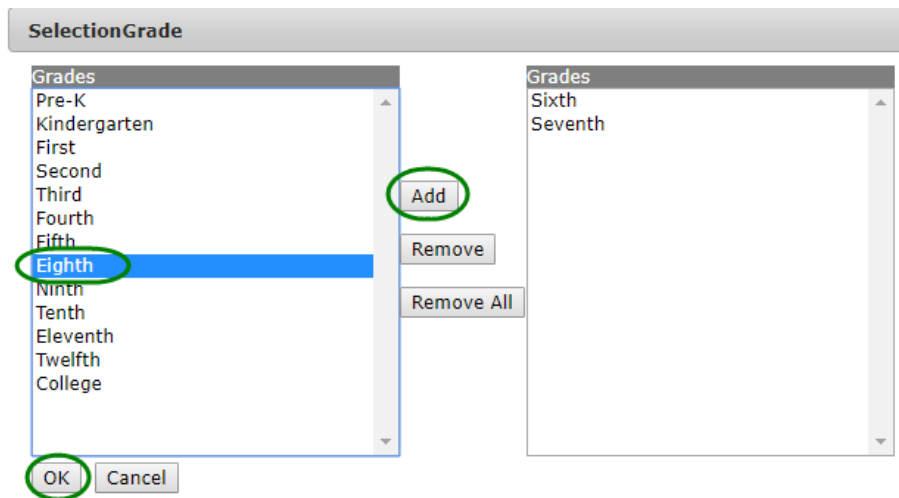 SelectionGrade
Grades
Pre-K
Kindergarten
First
Second
Third
Fourth
Fifth
Eighth
Ninth
Tenth
Eleventh
Twelfth
College
Add
Remove
Remove All
Grades
Sixth
Seventh
OK Cancel